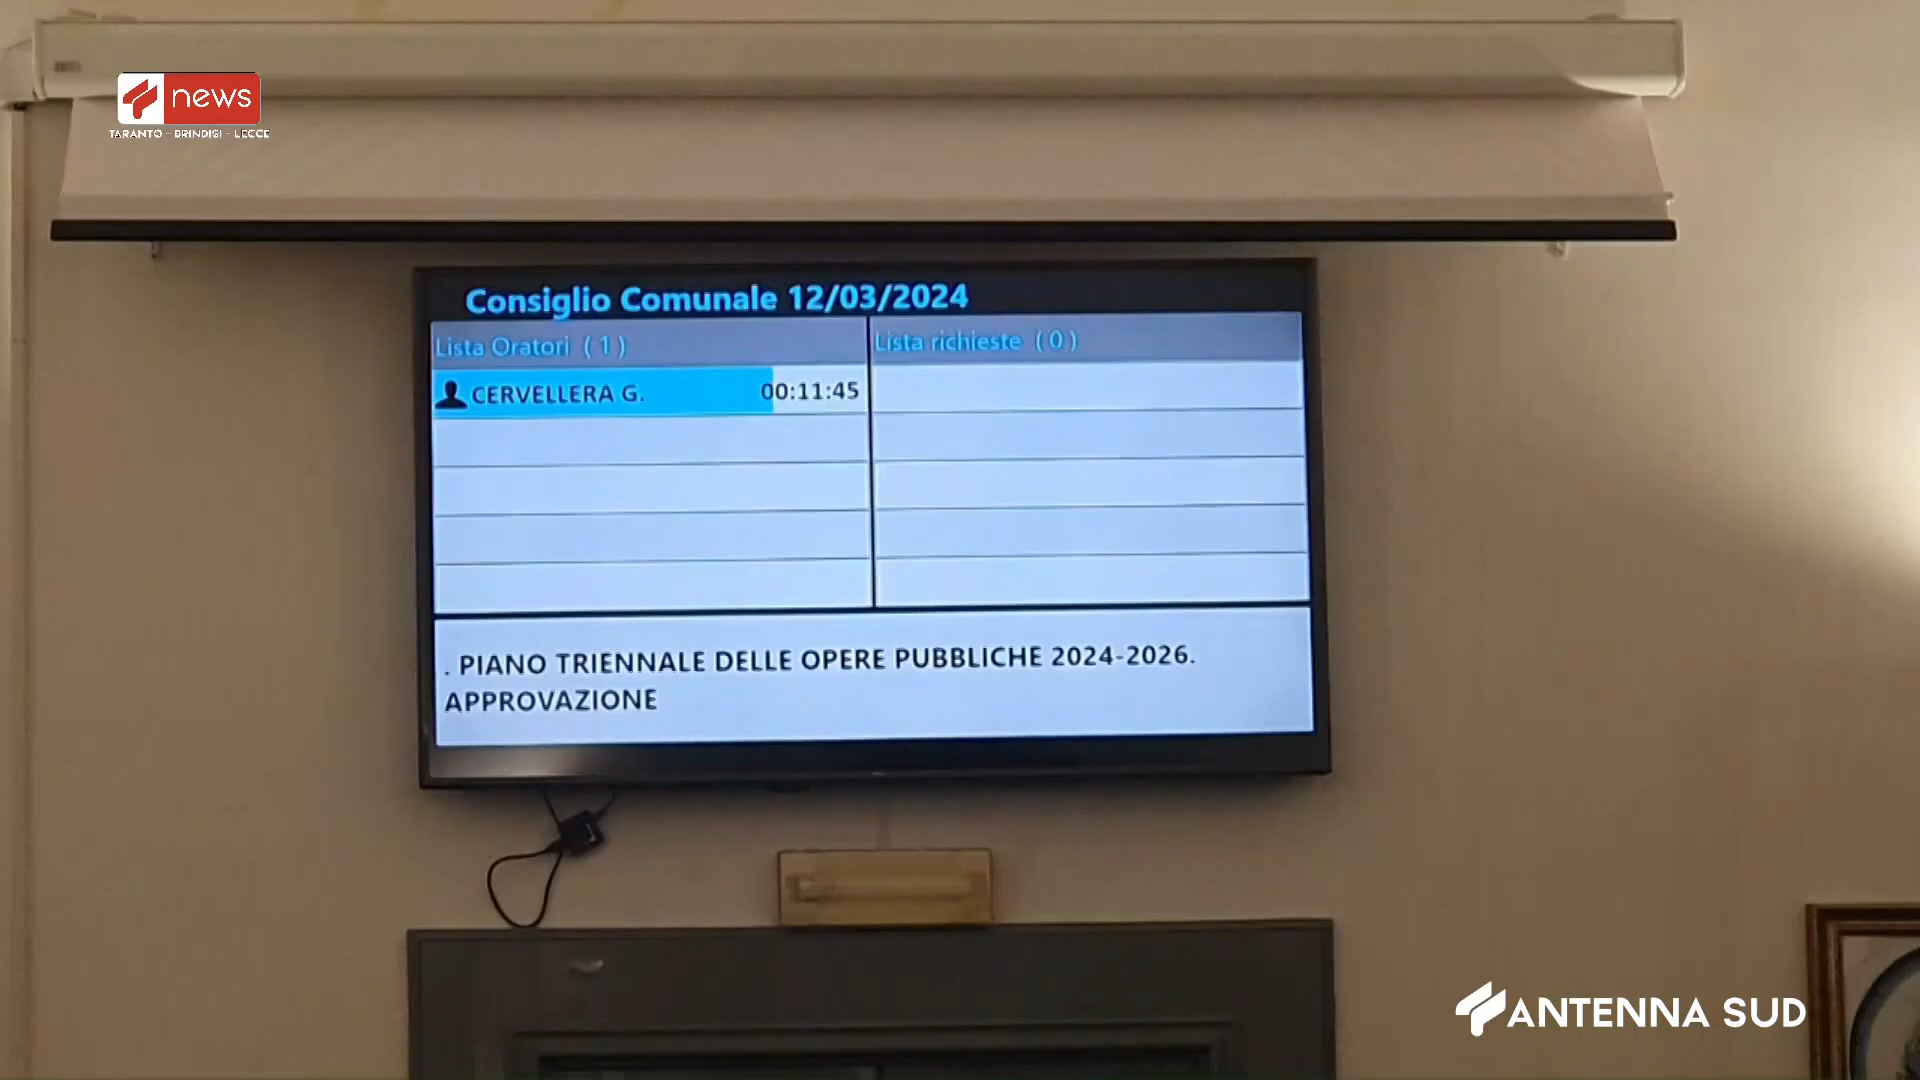 news
TARANTO - BRINDISI - LECCE
Consiglio Comunale 12/03/2024
Lista Oratori ( 1 )
Lista richieste ( 0 )
CERVELLERA G. 00:11:45
. PIANO TRIENNALE DELLE OPERE PUBBLICHE 2024-2026.
APPROVAZIONE
ANTENNA SUD